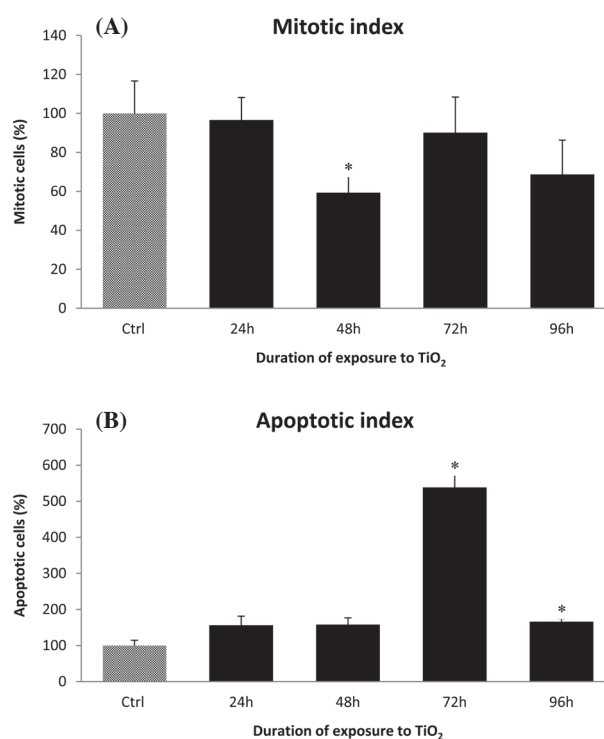 (A) Mitotic index
140
120
100
80
60
40
20
0
Mitotic cells (%)
*
Ctrl 24h 48h 72h 96h
Duration of exposure to TiO₂
(B) Apoptotic index
700
600
500
400
300
200
100
0
Apoptotic cells (%)
*
*
Ctrl 24h 48h 72h 96h
Duration of exposure to TiO₂